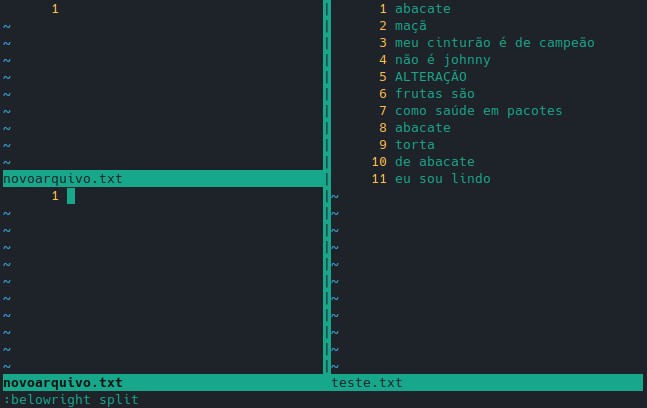 1
~
~
~
~
~
~
~
~
~
novoarquivo.txt
1
~
~
~
~
~
~
~
~
~
~
novoarquivo.txt
1 abacate
2 maçã
3 meu cinturão é de campeão
4 não é johnny
5 ALTERAÇÃO
6 frutas são
7 como saúde em pacotes
8 abacate
9 torta
10 de abacate
11 eu sou lindo
~
~
~
~
~
~
~
~
~
~
~
teste.txt
:belowright split